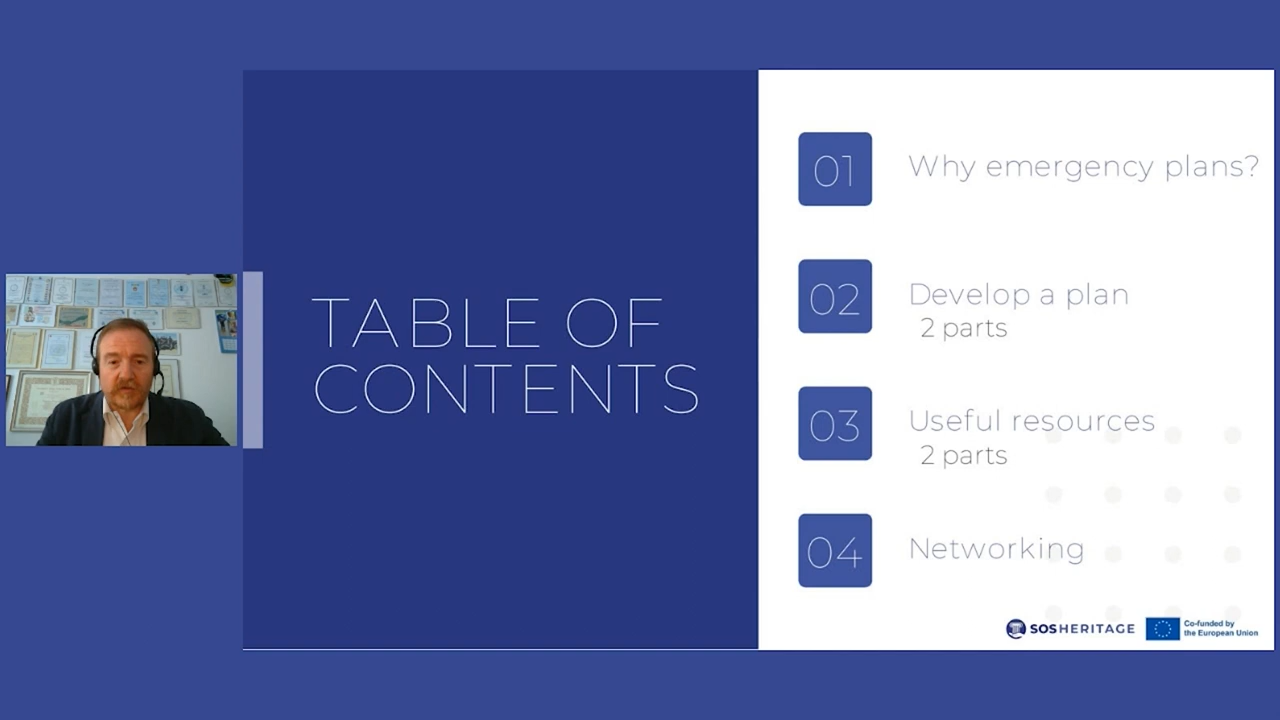 TABLE OF
CONTENTS
01
Why emergency plans?
02
Develop a plan
2 parts
03
Useful resources
2 parts
04
Networking
SOSHERITAGE
Co-funded by
the European Union